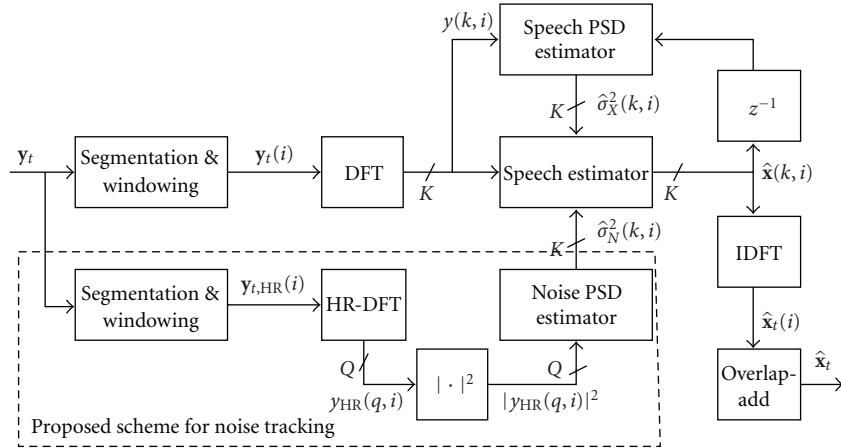 y(k, i)
Speech PSD
estimator
K
σ̂²_X(k, i)
z⁻¹
𝐲_t
Segmentation &
windowing
𝐲_t(i)
DFT
K
Speech estimator
K
𝐱̂(k, i)
K
σ̂²_N(k, i)
IDFT
Segmentation &
windowing
𝐲_{t,HR}(i)
HR-DFT
Noise PSD
estimator
𝐱̂_t(i)
Q
y_HR(q, i)
| · |²
Q
|y_HR(q, i)|²
Overlap-
add
𝐱̂_t
Proposed scheme for noise tracking